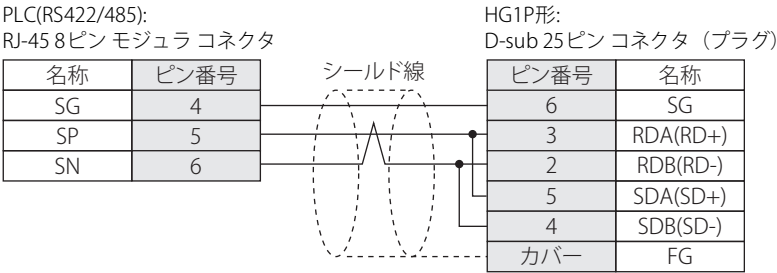 PLC(RS422/485):
RJ-45 8ピン モジュラ コネクタ
名称 ピン番号
SG 4
SP 5
SN 6
シールド線
HG1P形:
D-sub 25ピン コネクタ（プラグ）
ピン番号 名称
6 SG
3 RDA(RD+)
2 RDB(RD-)
5 SDA(SD+)
4 SDB(SD-)
カバー FG